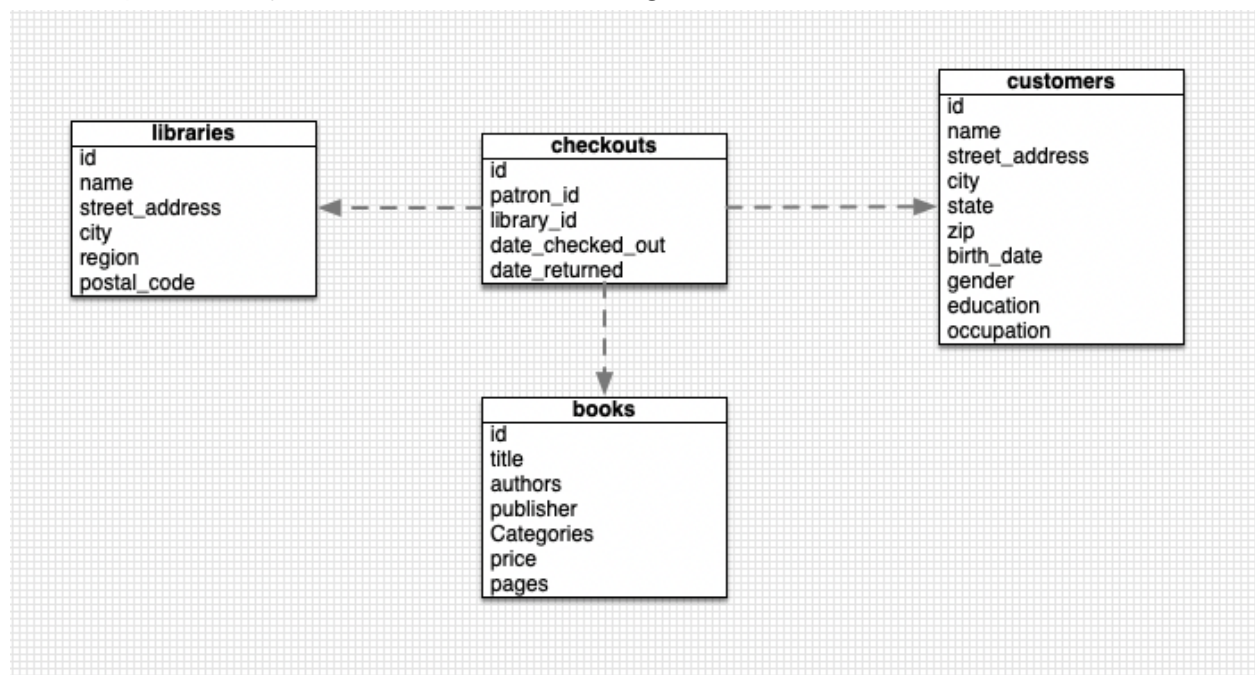 libraries
id
name
street_address
city
region
postal_code
checkouts
id
patron_id
library_id
date_checked_out
date_returned
customers
id
name
street_address
city
state
zip
birth_date
gender
education
occupation
books
id
title
authors
publisher
Categories
price
pages